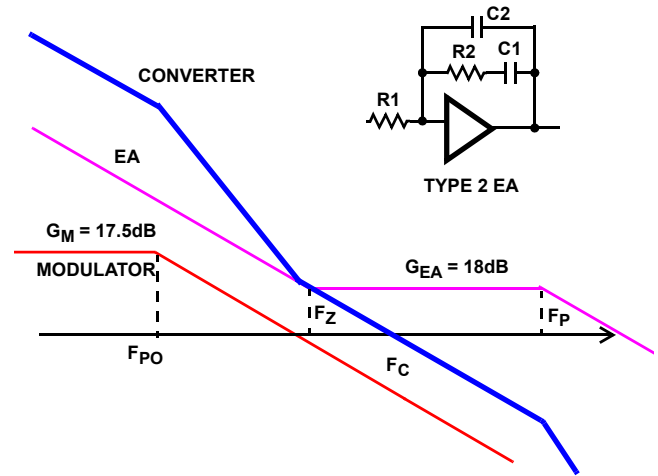 C2
CONVERTER
R2
C1
R1
EA
TYPE 2 EA
GM = 17.5dB
GEA = 18dB
MODULATOR
FZ
FP
FPO
FC